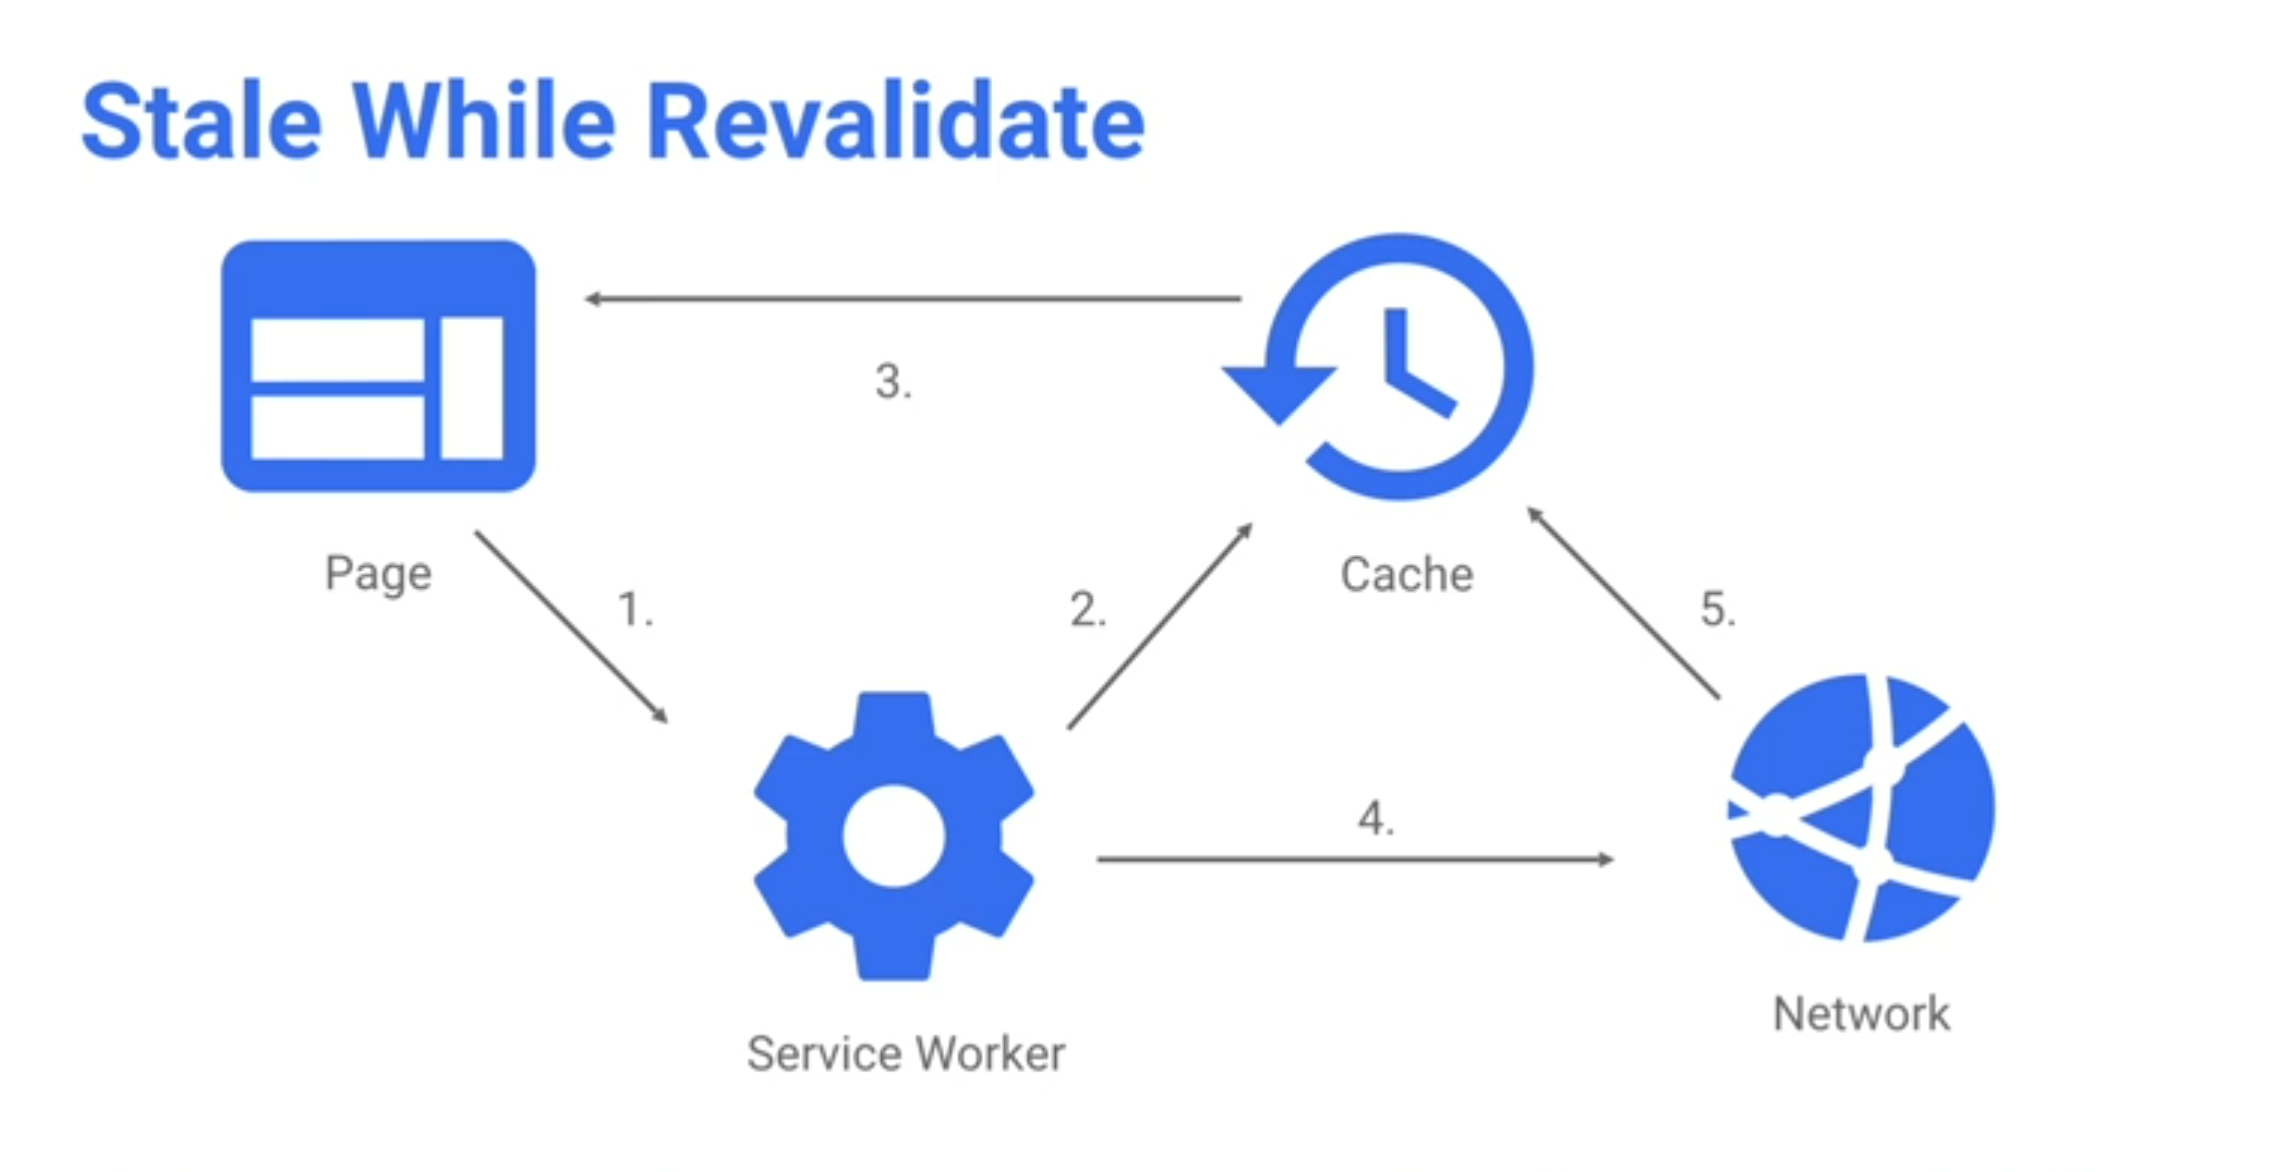 Stale While Revalidate
3.
Page
Cache
1.
2.
5.
4.
Network
Service Worker